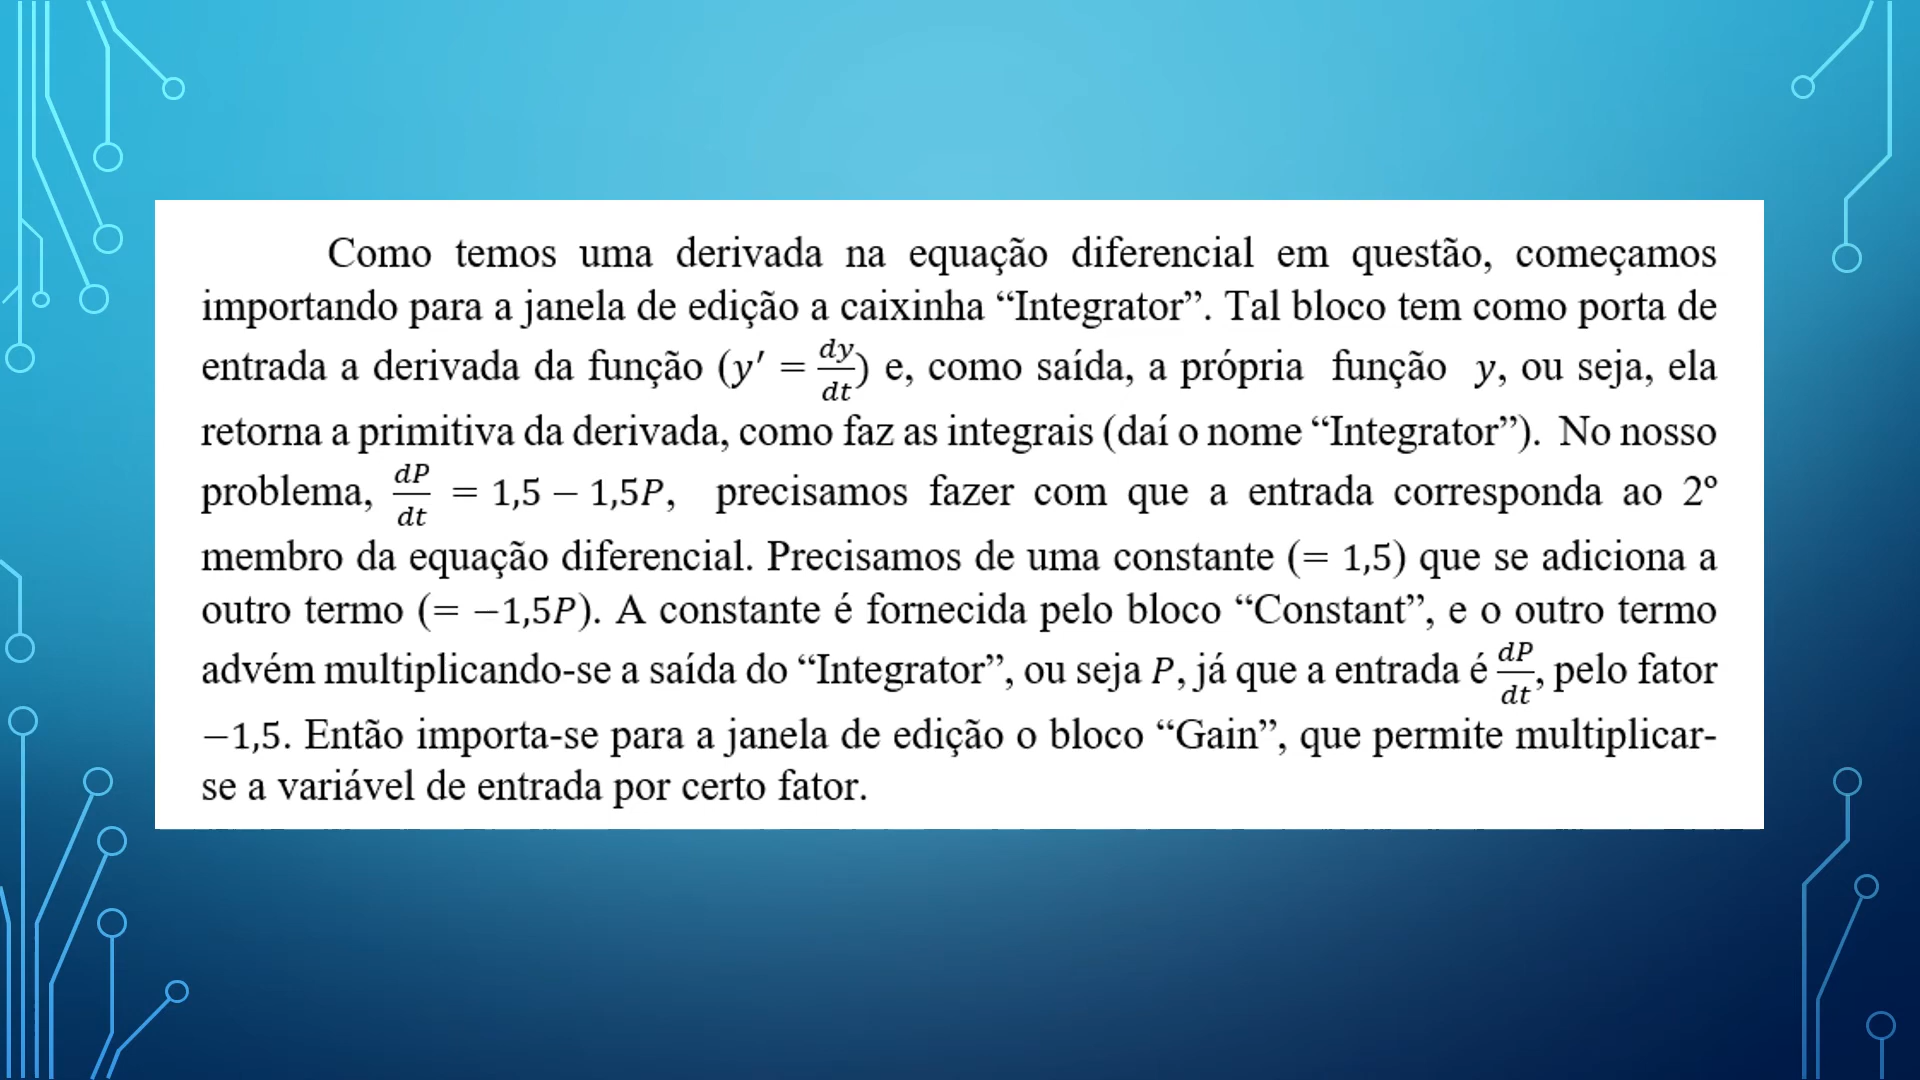 Como temos uma derivada na equação diferencial em questão, começamos
importando para a janela de edição a caixinha “Integrator”. Tal bloco tem como porta de
entrada a derivada da função (y′ = dy/dt) e, como saída, a própria função y, ou seja, ela
retorna a primitiva da derivada, como faz as integrais (daí o nome “Integrator”). No nosso
problema, dP/dt = 1,5 − 1,5P, precisamos fazer com que a entrada corresponda ao 2º
membro da equação diferencial. Precisamos de uma constante (= 1,5) que se adiciona a
outro termo (= −1,5P). A constante é fornecida pelo bloco “Constant”, e o outro termo
advém multiplicando-se a saída do “Integrator”, ou seja P, já que a entrada é dP/dt, pelo fator
−1,5. Então importa-se para a janela de edição o bloco “Gain”, que permite multiplicar-
se a variável de entrada por certo fator.